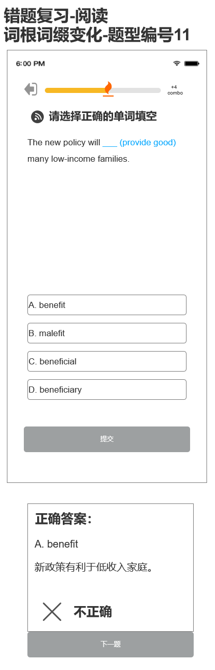 错题复习-阅读
词根词缀变化-题型编号11
6:00 PM
+4
combo
请选择正确的单词填空
The new policy will ___ (provide good)
many low-income families.
A. benefit
B. malefit
C. beneficial
D. beneficiary
提交
正确答案：
A. benefit
新政策有利于低收入家庭。
不正确
下一题